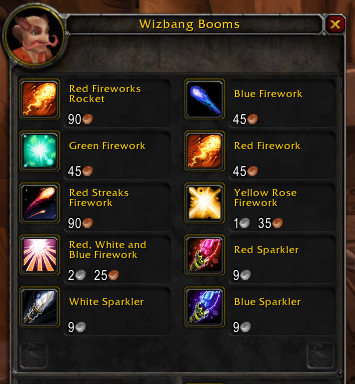 Wizbang Booms
Red Fireworks
Rocket
90
Blue Firework
45
Green Firework
45
Red Firework
45
Red Streaks
Firework
90
Yellow Rose
Firework
1 35
Red, White and
Blue Firework
2 25
Red Sparkler
9
White Sparkler
9
Blue Sparkler
9